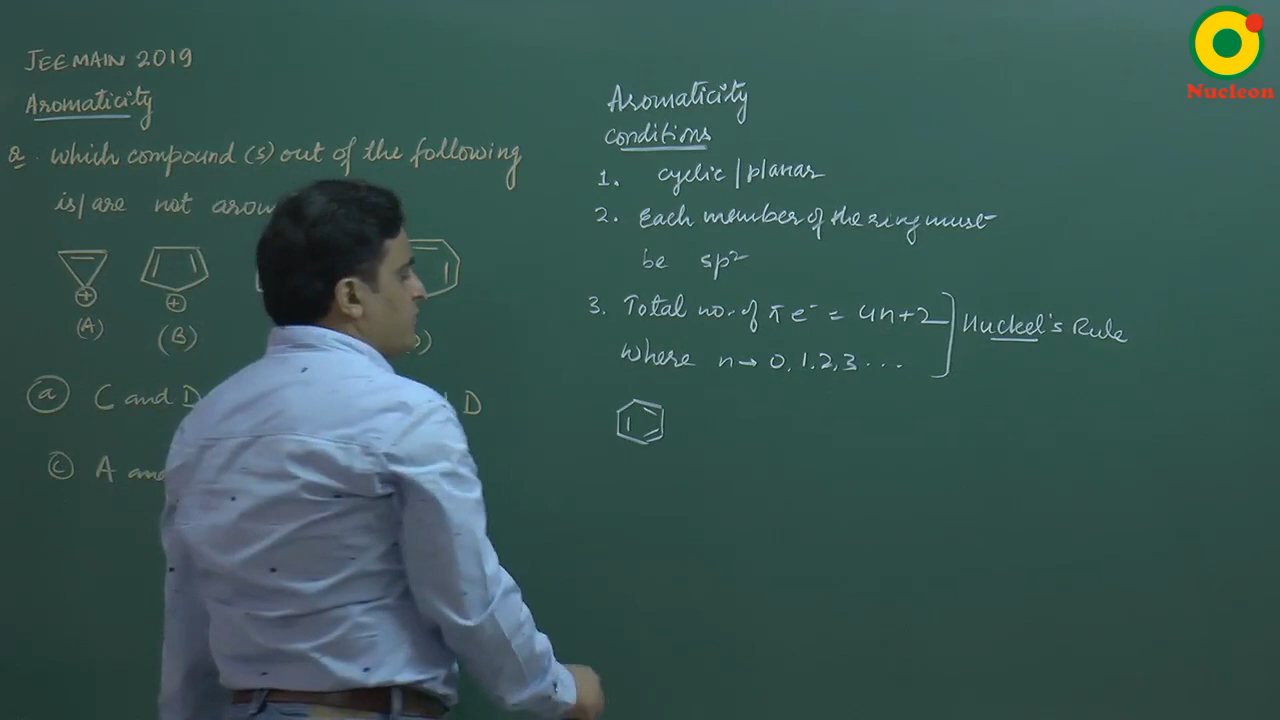 JEE MAIN 2019
Aromaticity
Q. which compound (s) out of the following
is/are not
(A)
(B)
(a) C and D
D
(c) A
Aromaticity
conditions
1. cyclic/planar
2. Each member of the ring must
be sp²
3. Total no. of π e⁻ = 4n+2
where n → 0, 1, 2, 3 ...
Huckel's Rule
Nucleon